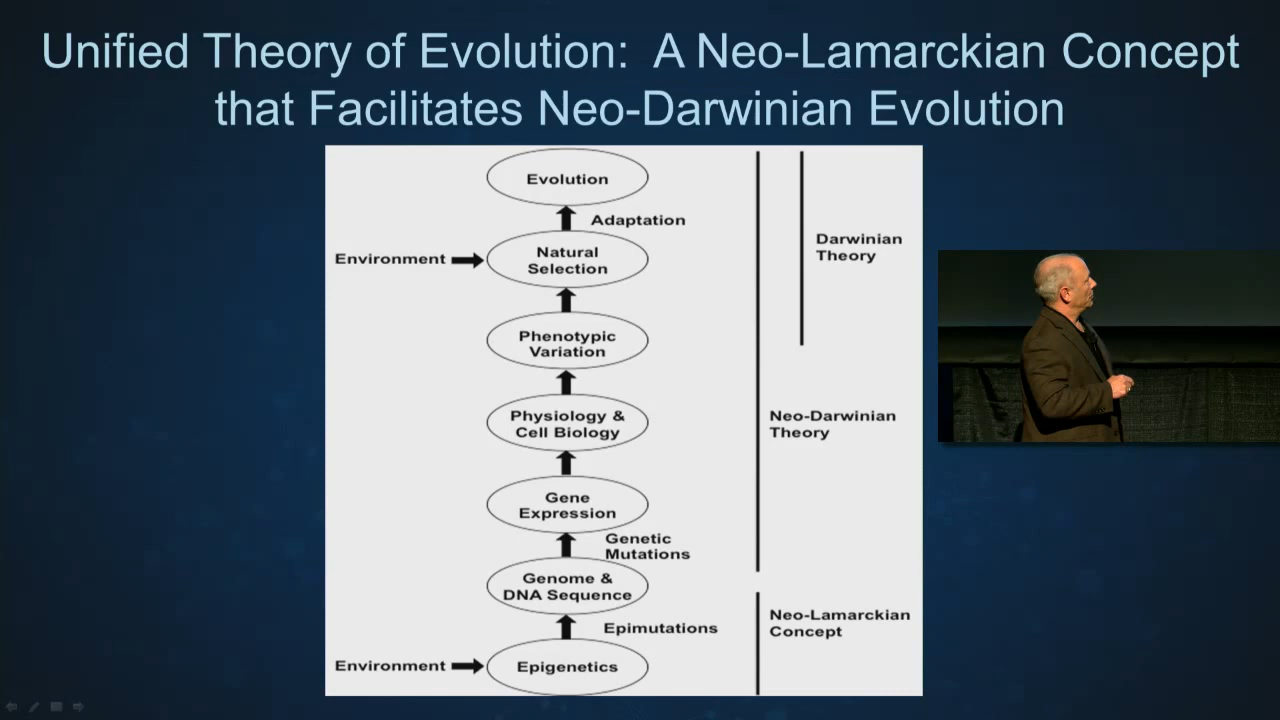 Unified Theory of Evolution:  A Neo-Lamarckian Concept
that Facilitates Neo-Darwinian Evolution
Evolution
Adaptation
Environment
Natural
Selection
Darwinian
Theory
Phenotypic
Variation
Physiology &
Cell Biology
Neo-Darwinian
Theory
Gene
Expression
Genetic
Mutations
Genome &
DNA Sequence
Epimutations
Neo-Lamarckian
Concept
Environment
Epigenetics